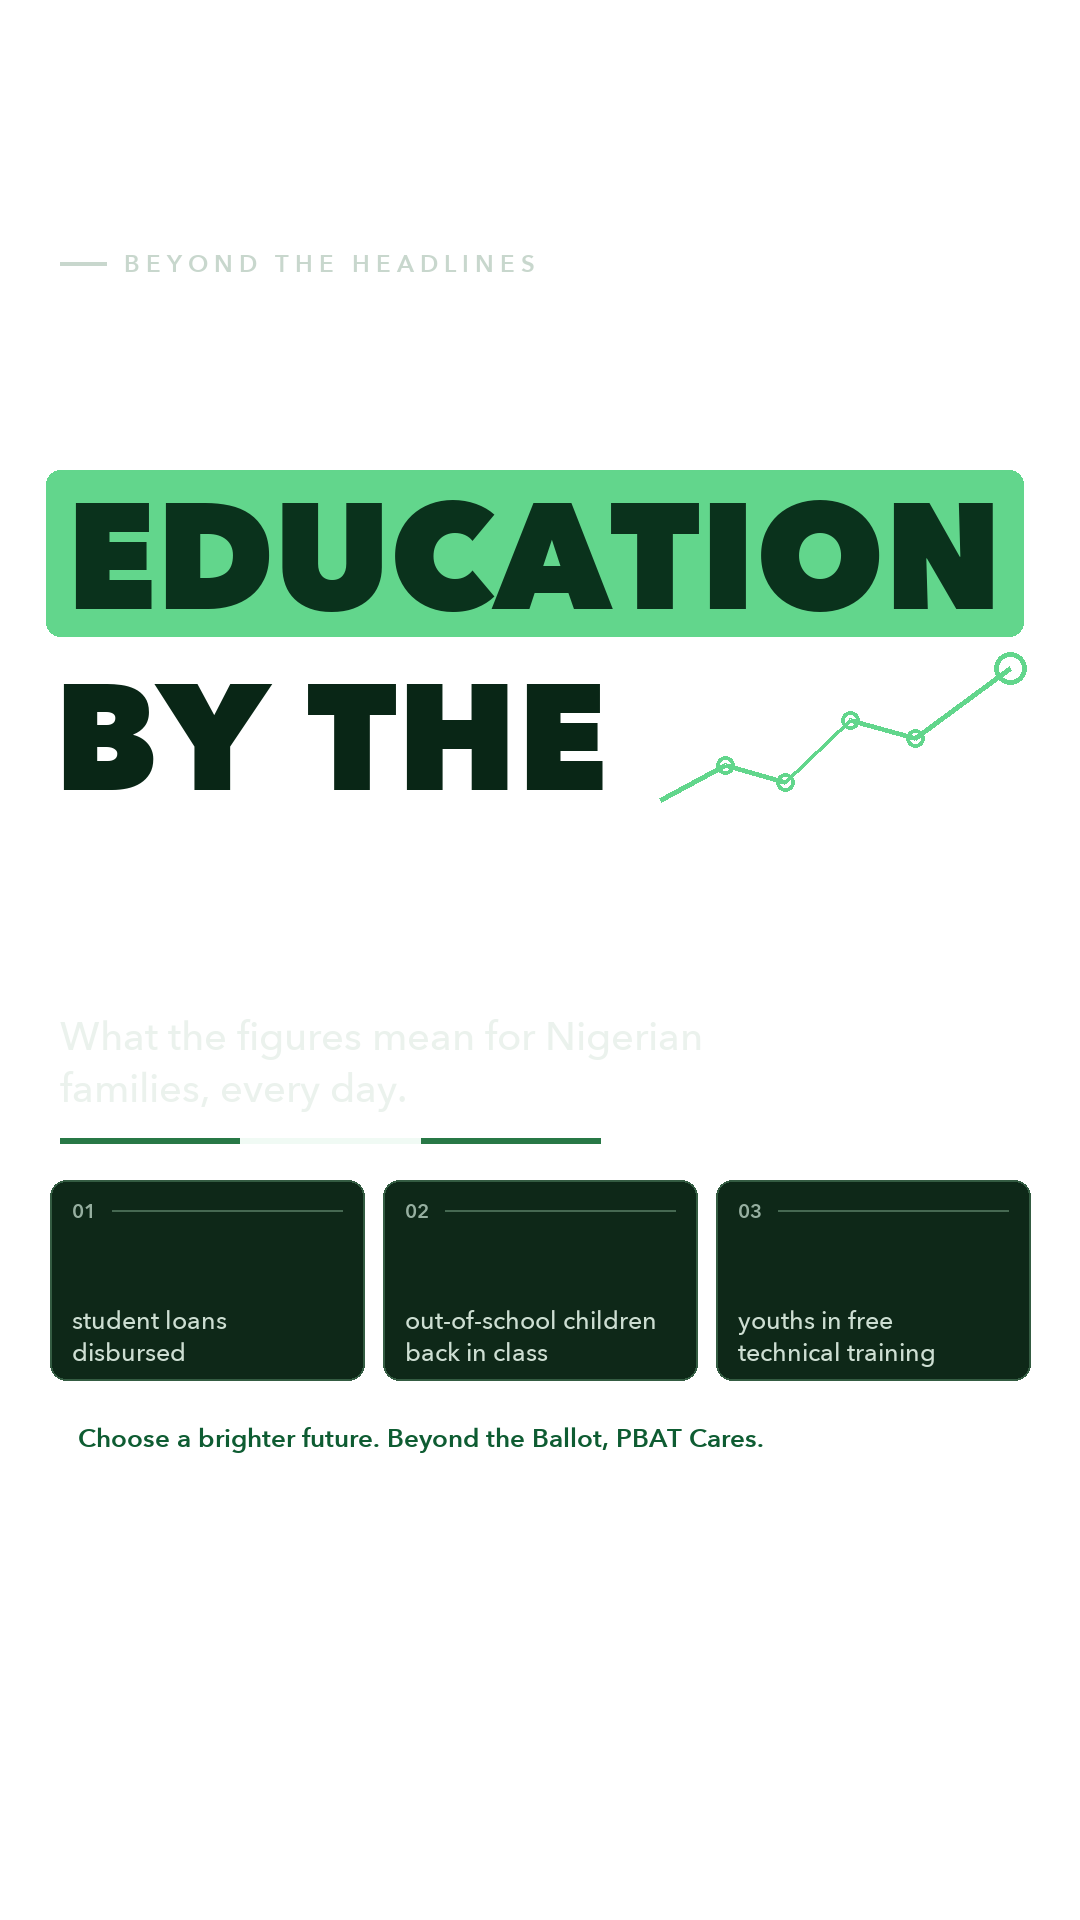 BEYOND THE HEADLINES
EDUCATION
BY THE
What the figures mean for Nigerian
families, every day.
01
student loans
disbursed
02
out-of-school children
back in class
03
youths in free
technical training
Choose a brighter future. Beyond the Ballot, PBAT Cares.